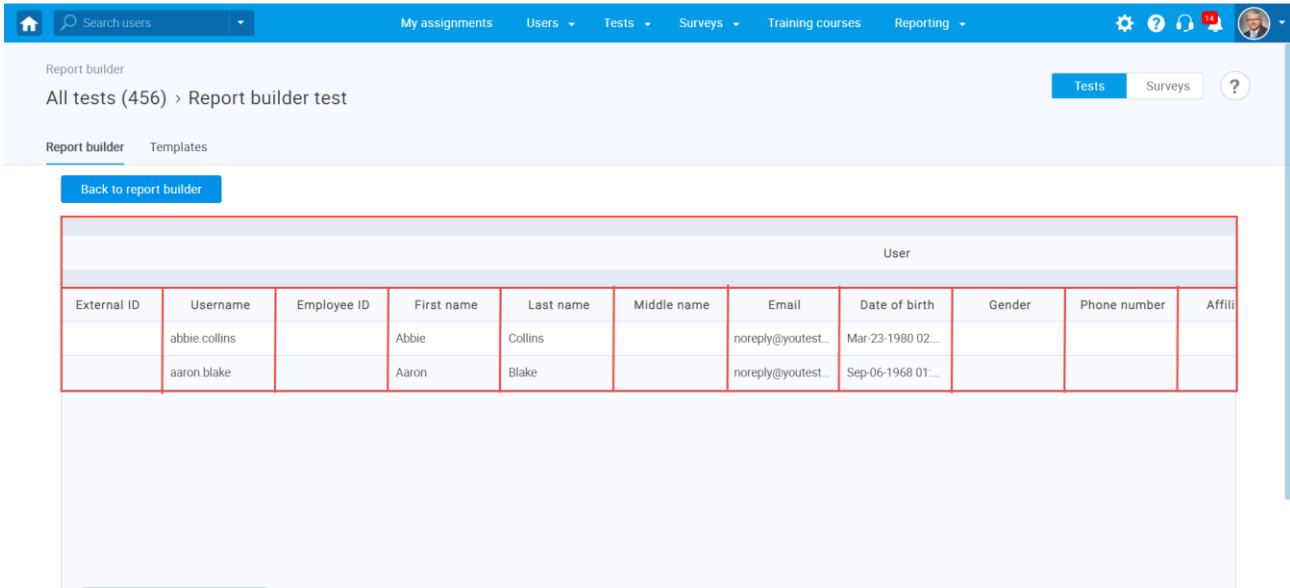 Search users My assignments Users Tests Surveys Training courses Reporting 14
Report builder
All tests (456) › Report builder test
Tests Surveys ?
Report builder Templates
Back to report builder
User
External ID Username Employee ID First name Last name Middle name Email Date of birth Gender Phone number Affili
abbie.collins Abbie Collins noreply@youtest... Mar-23-1980 02:...
aaron.blake Aaron Blake noreply@youtest... Sep-06-1968 01:...